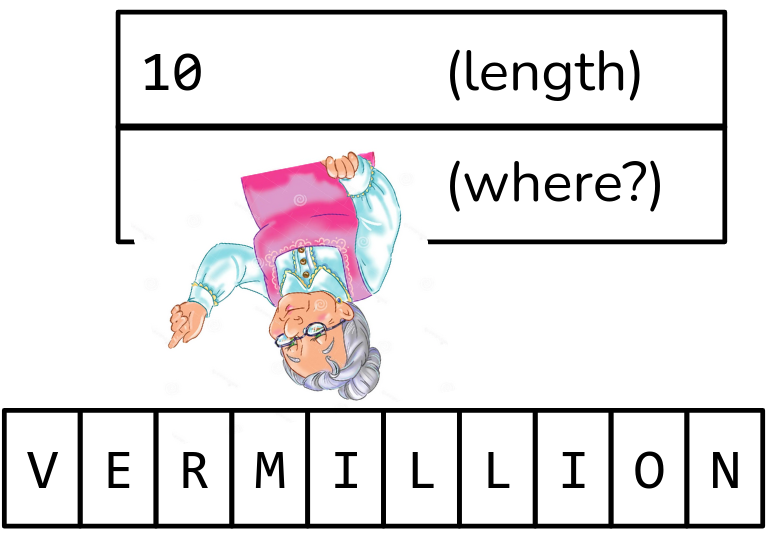 10 (length)
(where?)
V E R M I L L I O N